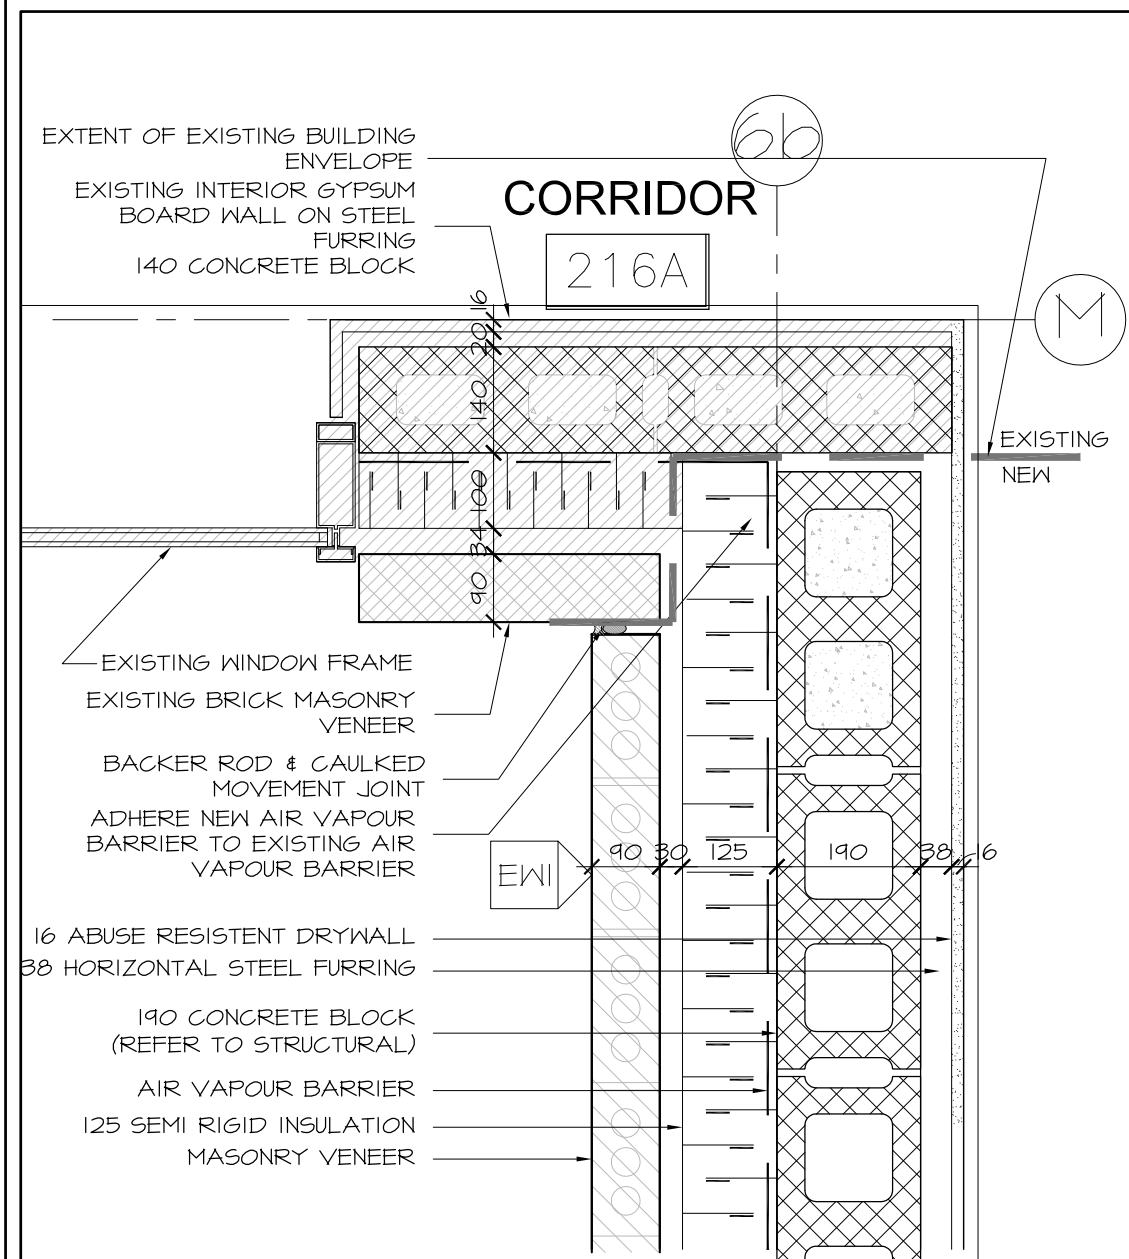 6b
EXTENT OF EXISTING BUILDING
ENVELOPE
EXISTING INTERIOR GYPSUM
BOARD WALL ON STEEL
FURRING
140 CONCRETE BLOCK
CORRIDOR
216A
M
16
20
140
100
34
90
EXISTING
NEW
EXISTING WINDOW FRAME
EXISTING BRICK MASONRY
VENEER
BACKER ROD & CAULKED
MOVEMENT JOINT
ADHERE NEW AIR VAPOUR
BARRIER TO EXISTING AIR
VAPOUR BARRIER
EW1
90 30 125 190 38 16
16 ABUSE RESISTENT DRYWALL
38 HORIZONTAL STEEL FURRING
190 CONCRETE BLOCK
(REFER TO STRUCTURAL)
AIR VAPOUR BARRIER
125 SEMI RIGID INSULATION
MASONRY VENEER